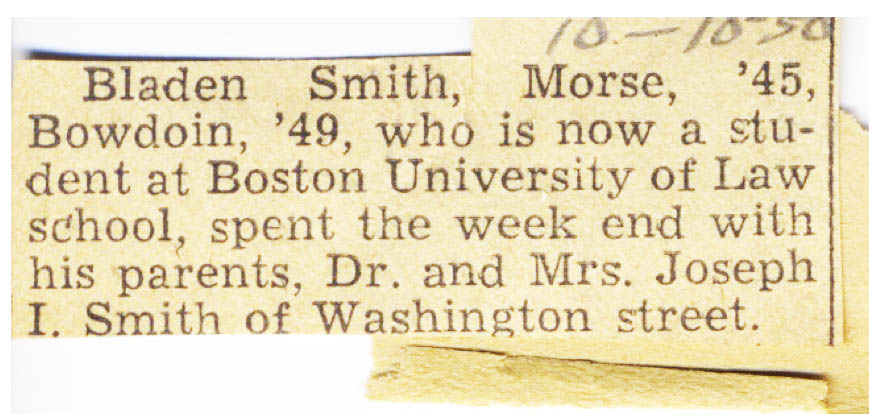 10-10-50
Bladen Smith, Morse, '45,
Bowdoin, '49, who is now a stu-
dent at Boston University of Law
school, spent the week end with
his parents, Dr. and Mrs. Joseph
I. Smith of Washington street.